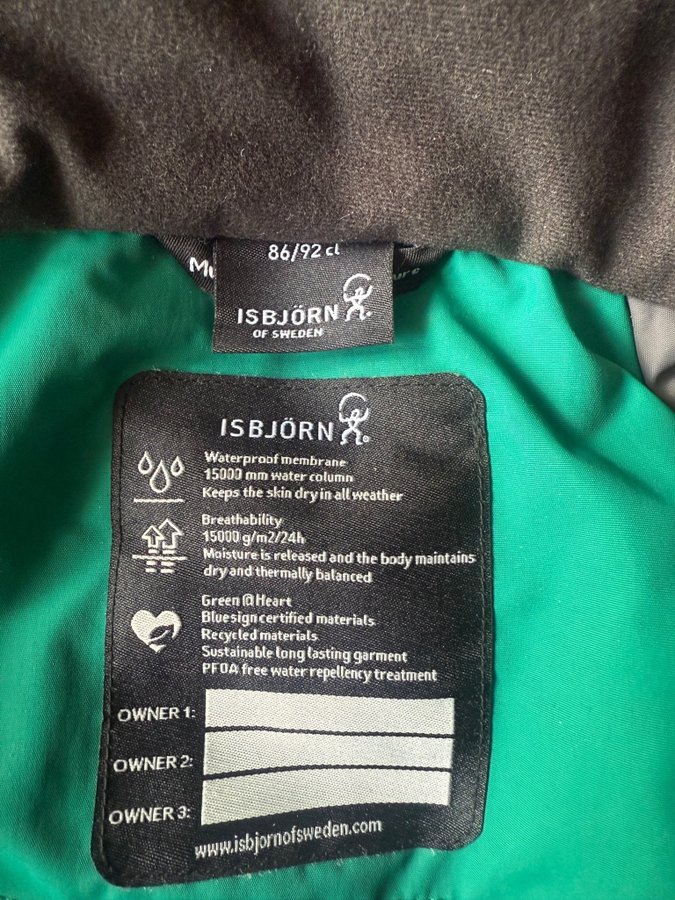 86/92 cl
ISBJÖRN
OF SWEDEN
ISBJÖRN
Waterproof membrane
15000 mm water column
Keeps the skin dry in all weather
Breathability
15000 g/m2/24h
Moisture is released and the body maintains
dry and thermally balanced
Green@Heart
Bluesign certified materials
Recycled materials
Sustainable long lasting garment
PFOA free water repellency treatment
OWNER 1:
OWNER 2:
OWNER 3:
www.isbjornofsweden.com